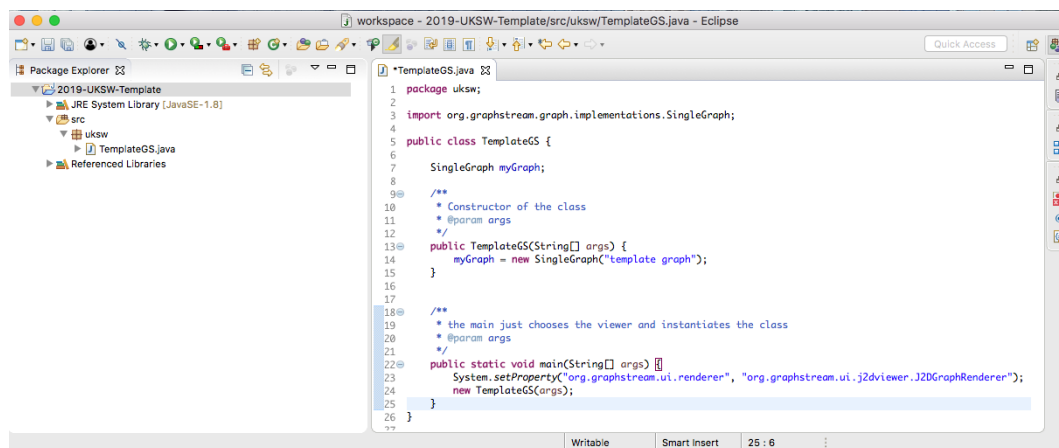 workspace - 2019-UKSW-Template/src/uksw/TemplateGS.java - Eclipse
Quick Access
Package Explorer
2019-UKSW-Template
JRE System Library [JavaSE-1.8]
src
uksw
TemplateGS.java
Referenced Libraries
*TemplateGS.java
1 package uksw;
2
3 import org.graphstream.graph.implementations.SingleGraph;
4
5 public class TemplateGS {
6
7 SingleGraph myGraph;
8
9 /**
10 * Constructor of the class
11 * @param args
12 */
13 public TemplateGS(String[] args) {
14 myGraph = new SingleGraph("template graph");
15 }
16
17
18 /**
19 * the main just chooses the viewer and instantiates the class
20 * @param args
21 */
22 public static void main(String[] args) {
23 System.setProperty("org.graphstream.ui.renderer", "org.graphstream.ui.j2dviewer.J2DGraphRenderer");
24 new TemplateGS(args);
25 }
26 }
27
Writable Smart Insert 25 : 6